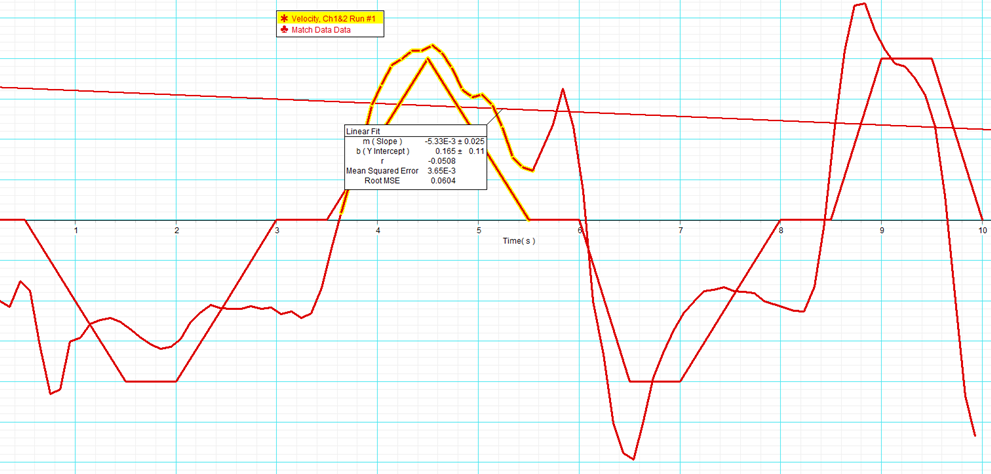 Velocity, Ch1&2 Run #1
Match Data Data
Linear Fit
m ( Slope ) -5.33E-3 ± 0.025
b ( Y Intercept ) 0.165 ± 0.11
r -0.0508
Mean Squared Error 3.65E-3
Root MSE 0.0604
1 2 3 4 5 6 7 8 9 10
Time( s )